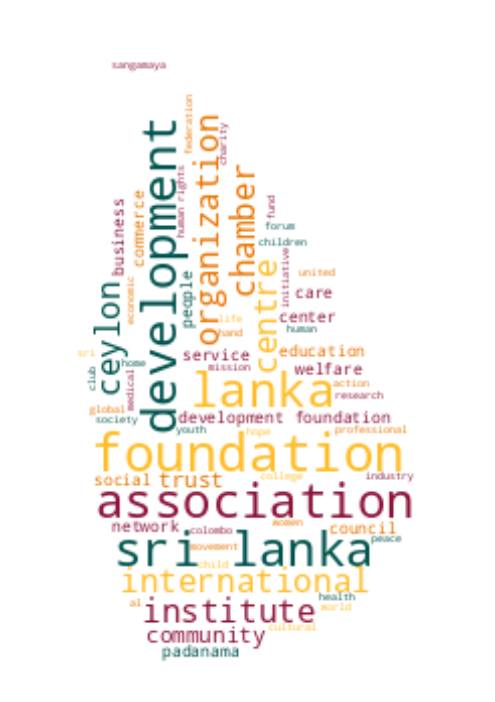 sangamaya
federation
organization
charity
development
human rights
chamber
commerce
business
fund
forum
children
people
centre
initiative
united
economic
ceylon
care
center
life
human
hand
sri
home
service
education
mission
club
medical
welfare
lanka
action
research
global
society
development foundation
youth
hope
professional
foundation
social
trust
college
industry
association
network
colombo
women
council
sri lanka
movement
peace
child
international
health
al
institute
world
community
cultural
padanama